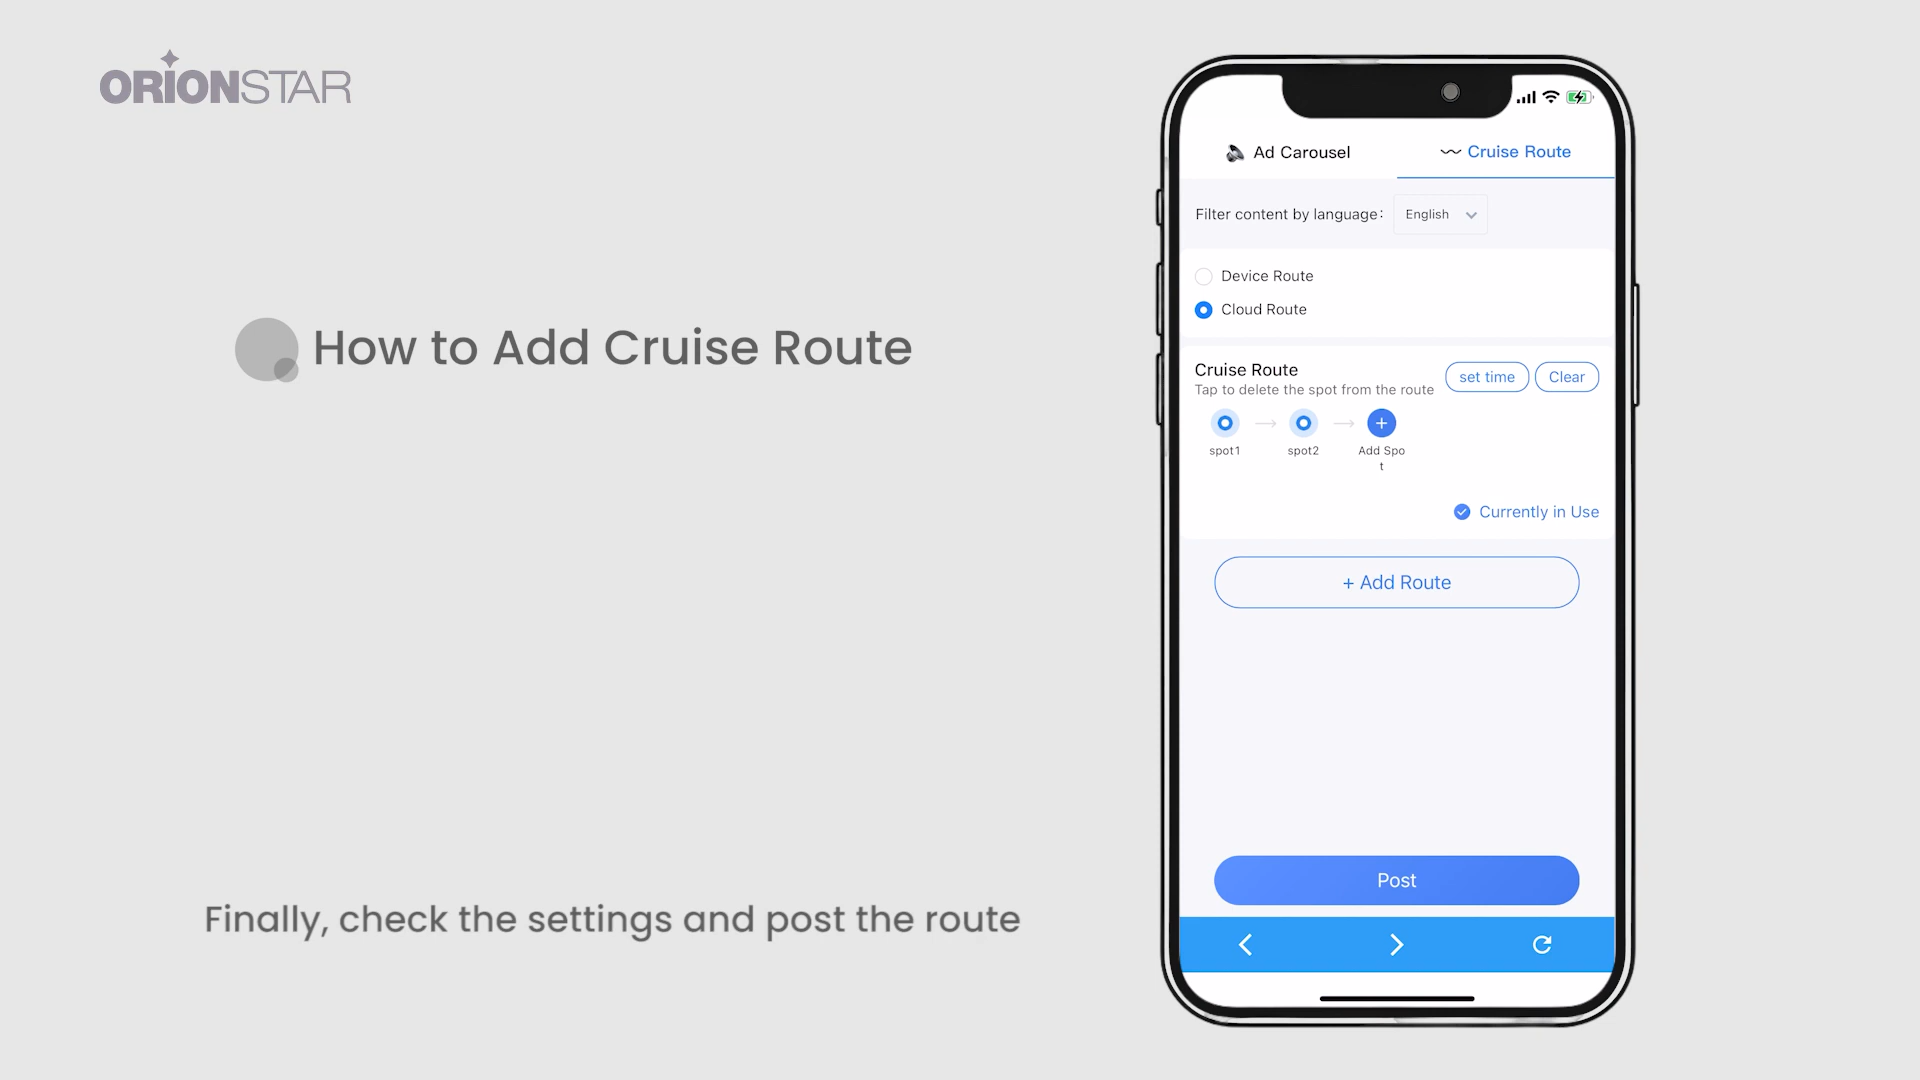 ORIONSTAR
How to Add Cruise Route
Finally, check the settings and post the route
Ad Carousel
Cruise Route
Filter content by language:
English
Device Route
Cloud Route
Cruise Route
Tap to delete the spot from the route
set time
Clear
spot1
spot2
Add Spo
t
Currently in Use
+ Add Route
Post